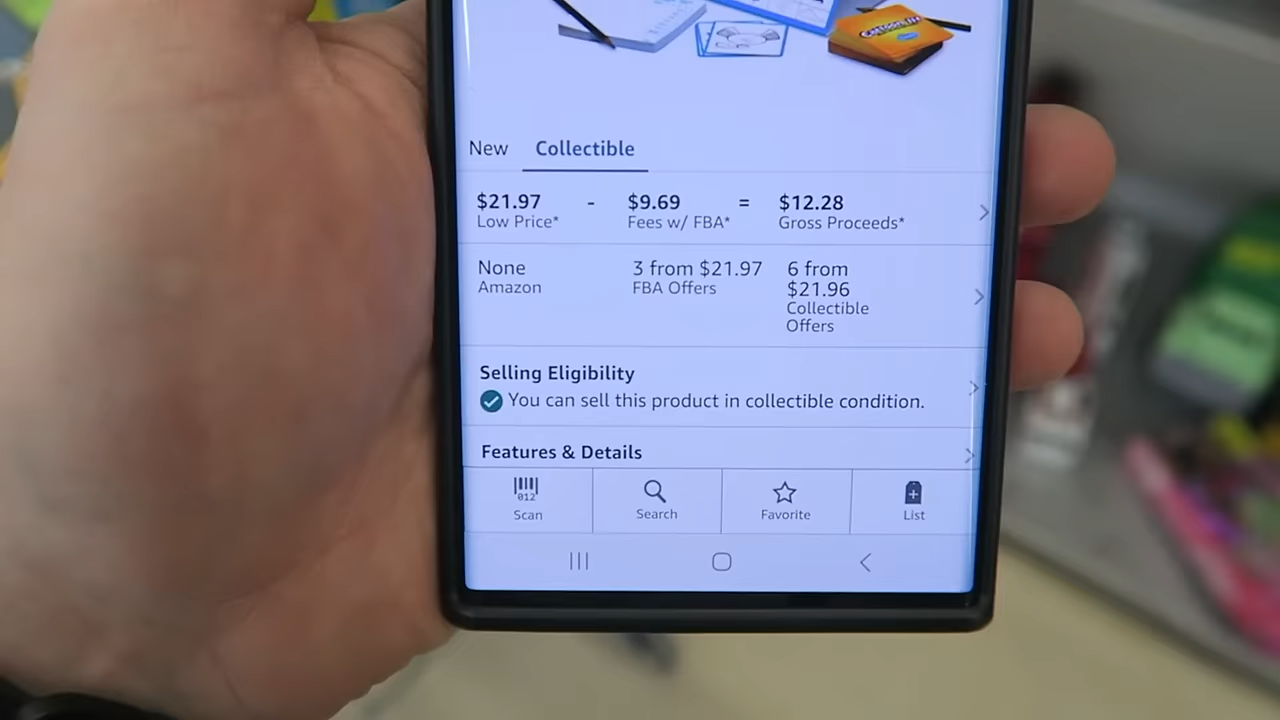 New Collectible
$21.97 - $9.69 = $12.28
Low Price* Fees w/ FBA* Gross Proceeds*
None 3 from $21.97 6 from
Amazon FBA Offers $21.96
Collectible
Offers
Selling Eligibility
You can sell this product in collectible condition.
Features & Details
012
Scan Search Favorite List